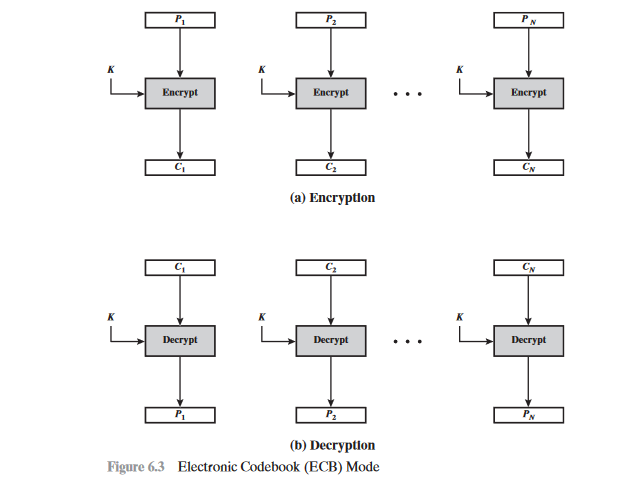 P1 P2 PN
K K K
Encrypt Encrypt • • • Encrypt
C1 C2 CN
(a) Encryption
C1 C2 CN
K K K
Decrypt Decrypt • • • Decrypt
P1 P2 PN
(b) Decryption
Figure 6.3 Electronic Codebook (ECB) Mode